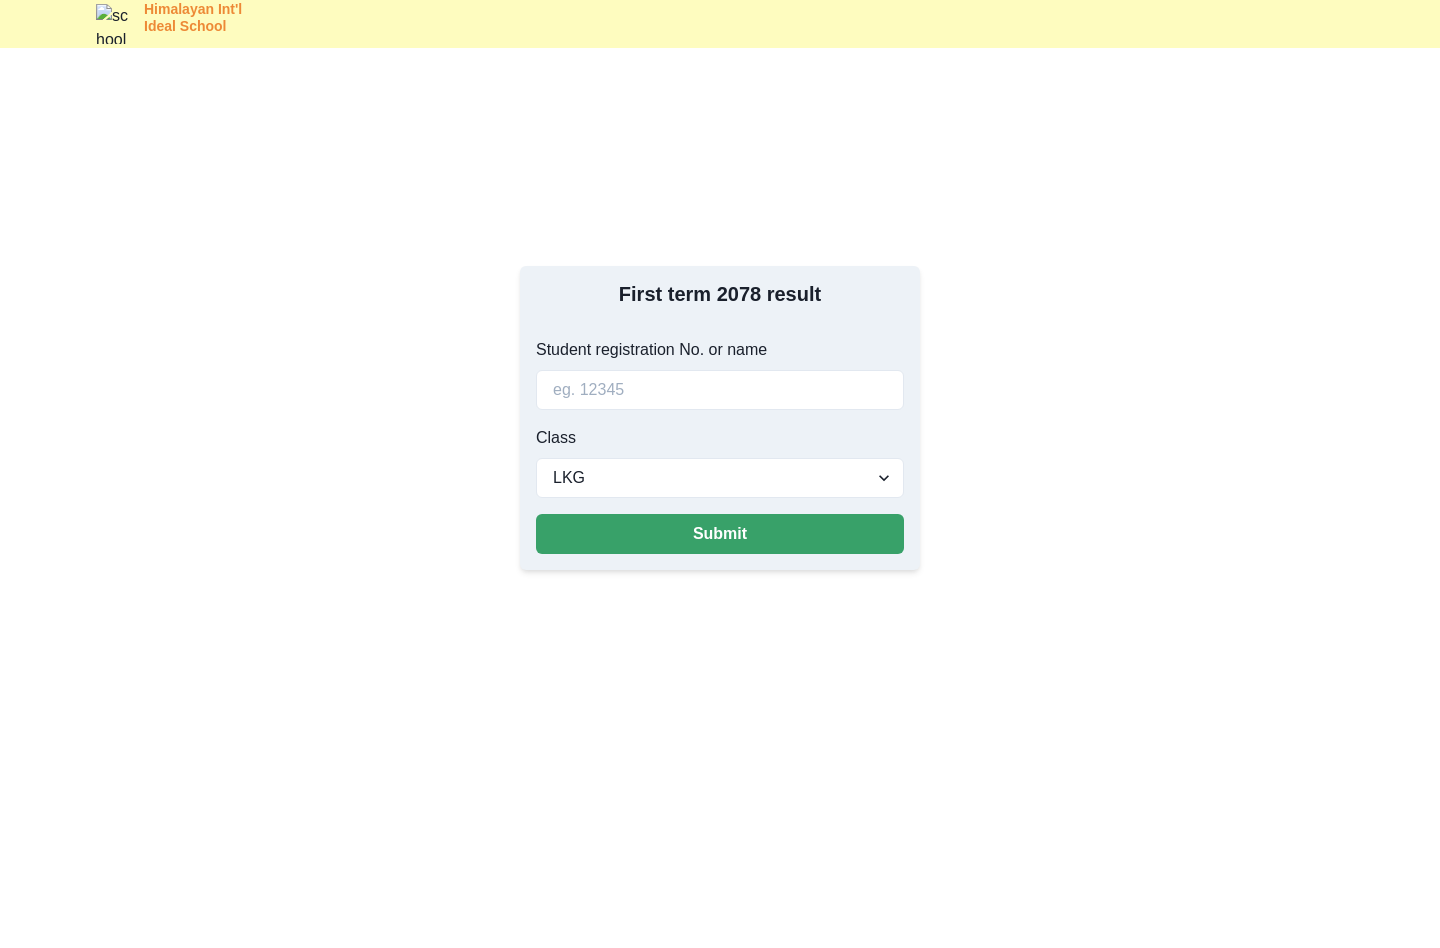 sc
hool
Himalayan Int'l
Ideal School
First term 2078 result
Student registration No. or name
eg. 12345
Class
LKG
Submit